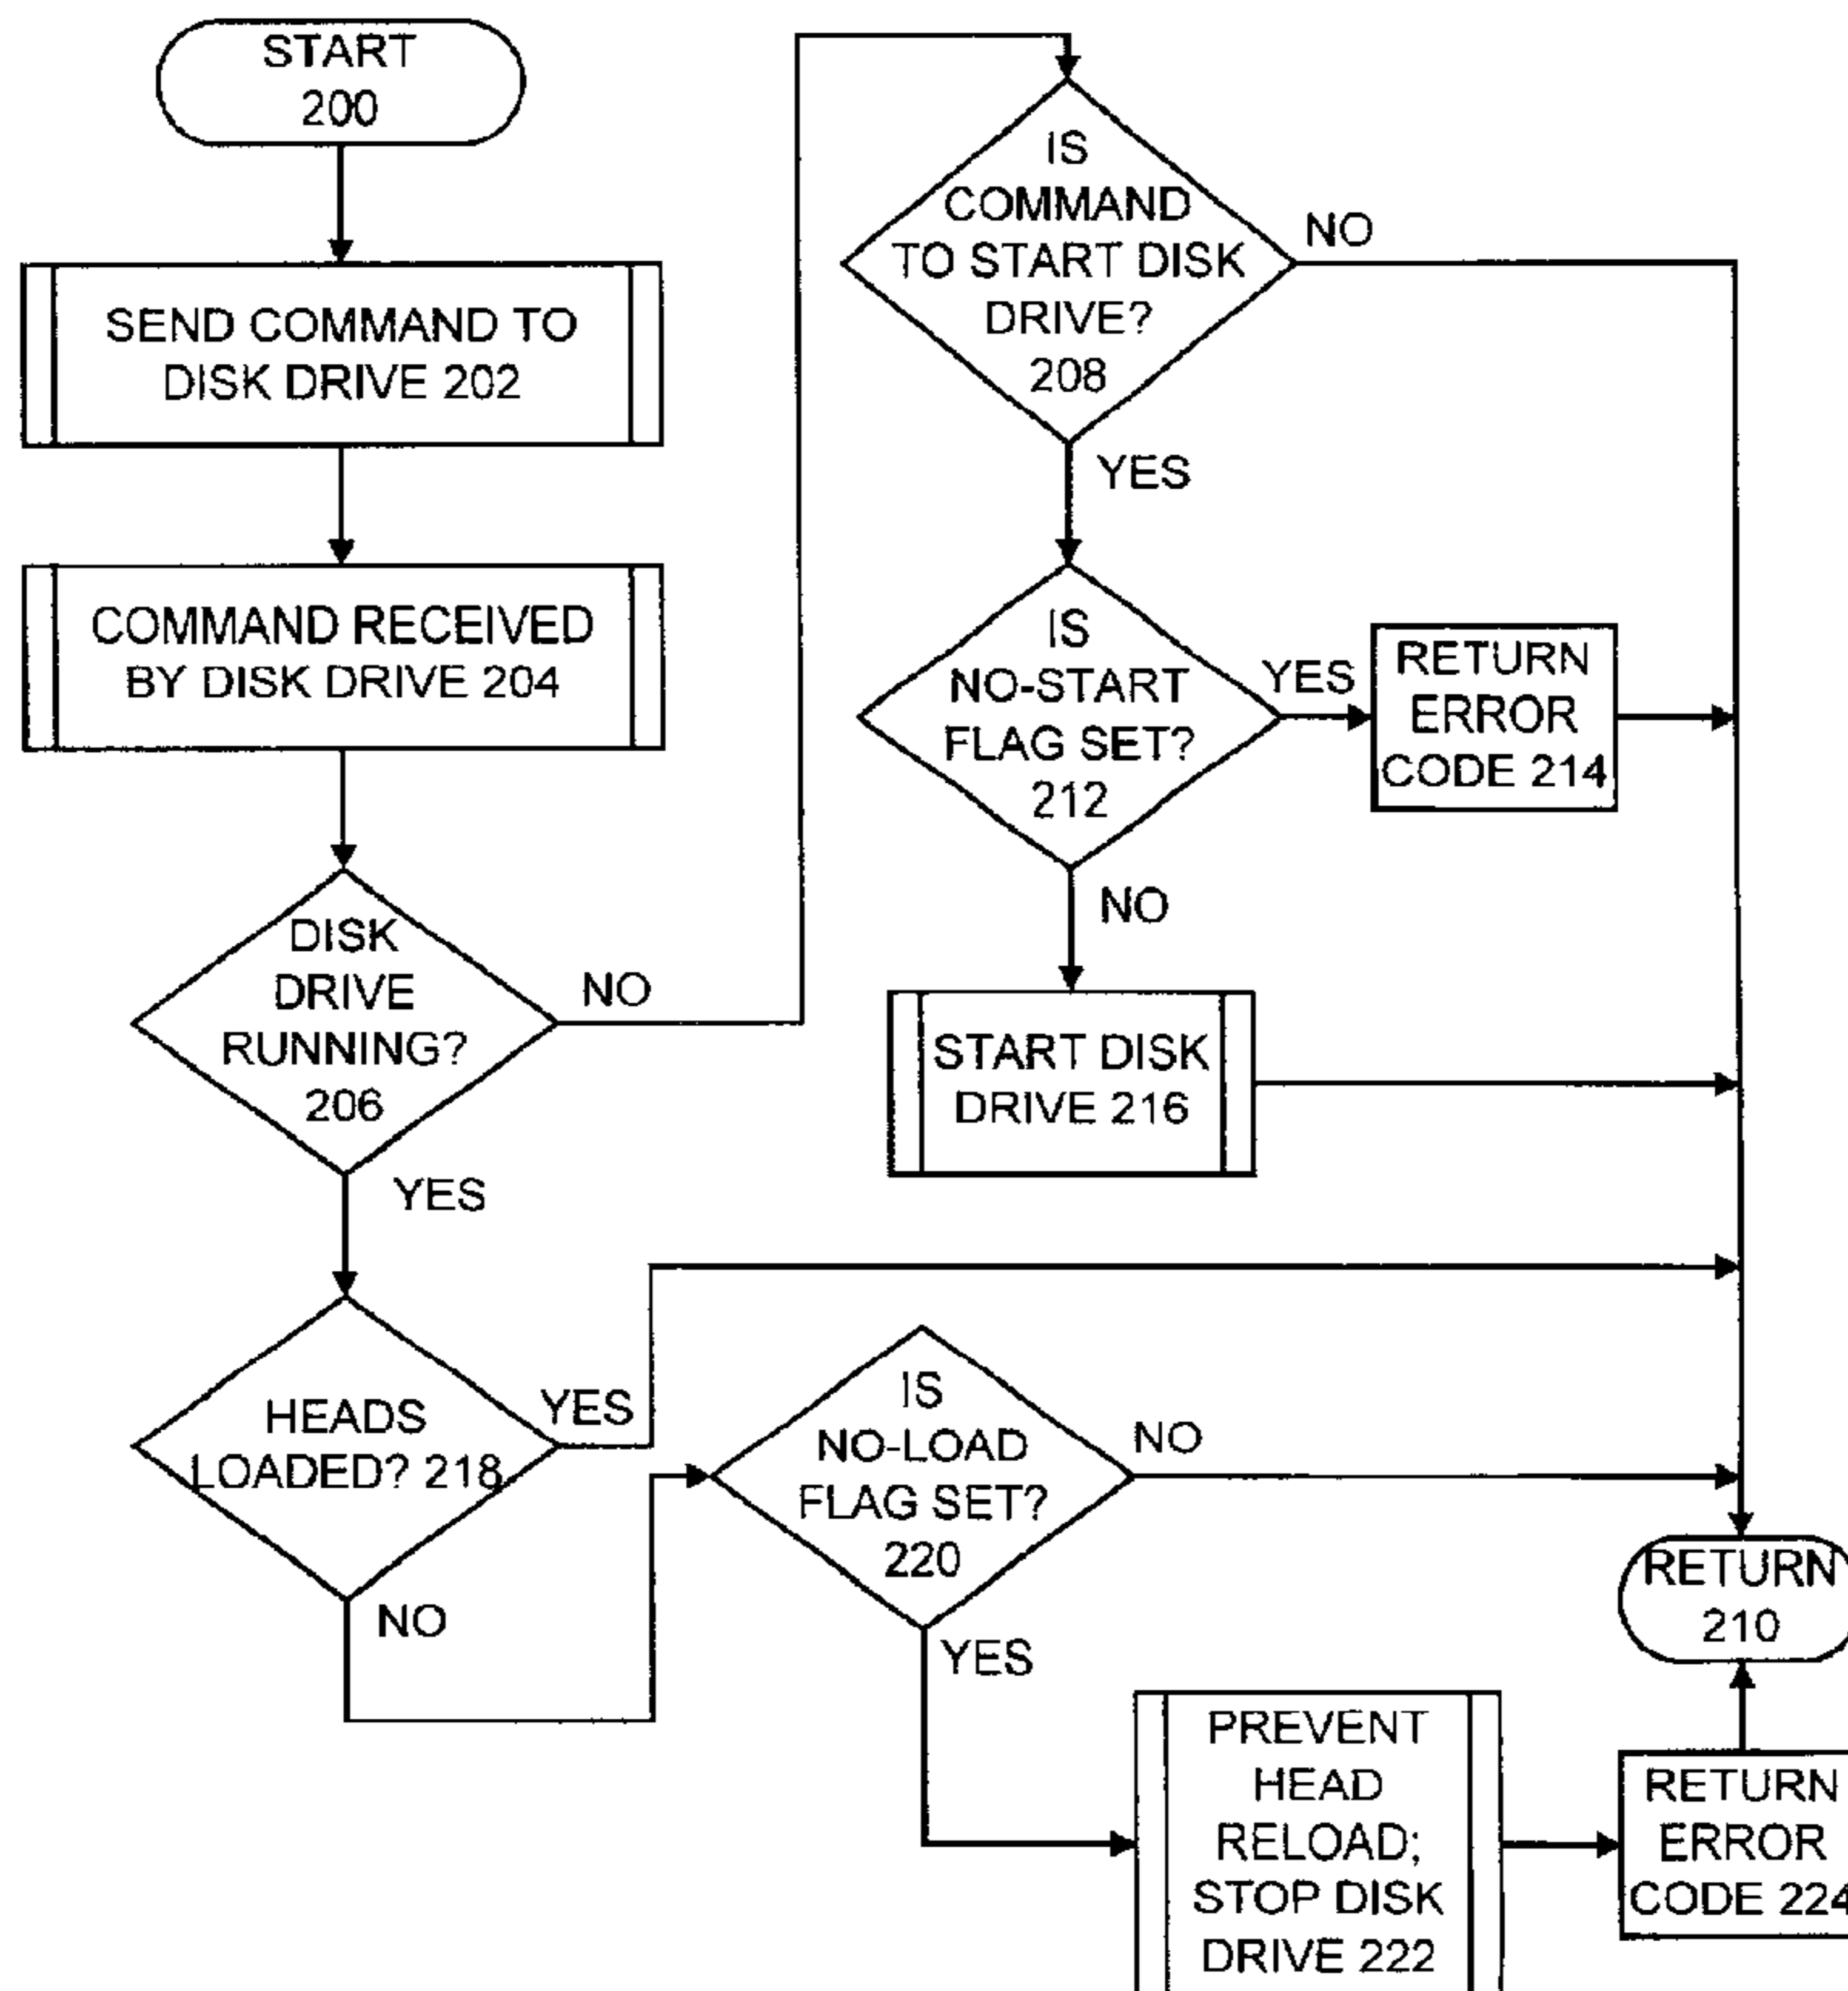 START
200
SEND COMMAND TO
DISK DRIVE 202
COMMAND RECEIVED
BY DISK DRIVE 204
DISK
DRIVE
RUNNING?
206
NO
YES
IS
COMMAND
TO START DISK
DRIVE?
208
NO
YES
IS
NO-START
FLAG SET?
212
YES
RETURN
ERROR
CODE 214
NO
START DISK
DRIVE 216
HEADS
LOADED? 218
YES
NO
IS
NO-LOAD
FLAG SET?
220
NO
YES
RETURN
210
PREVENT
HEAD
RELOAD;
STOP DISK
DRIVE 222
RETURN
ERROR
CODE 224